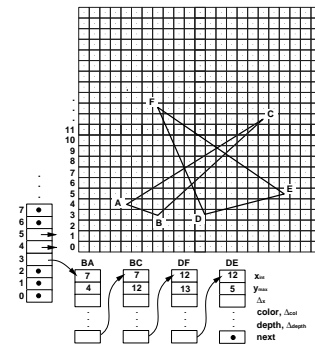 F
C
11
10
9
8
7
6
5
4
3
2
1
0
A
B
D
E
7
6
5
4
3
2
1
0
BA BC DF DE
7 7 12 12 x int
4 12 13 5 y max
Δx
color, Δcol
depth, Δdepth
next